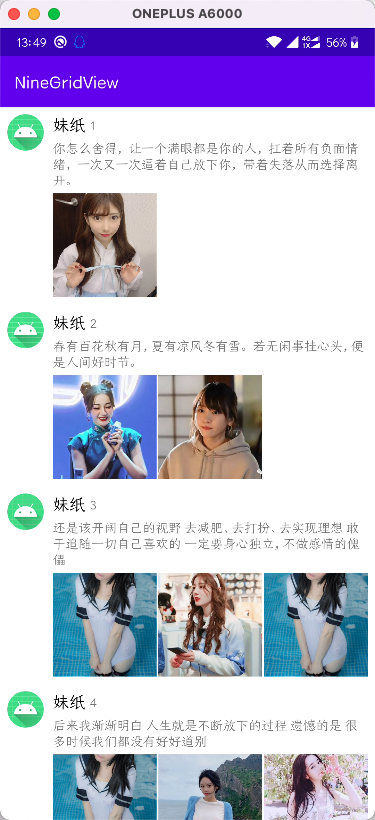 ONEPLUS A6000
13:49
4G 1X 56%
NineGridView
妹纸 1
你怎么舍得，让一个满眼都是你的人，扛着所有负面情
绪，一次又一次逼着自己放下你，带着失落从而选择离
开。
妹纸 2
春有百花秋有月，夏有凉风冬有雪。若无闲事挂心头，便
是人间好时节。
妹纸 3
还是该开阔自己的视野 去减肥、去打扮、去实现理想 敢
于追随一切自己喜欢的 一定要身心独立，不做感情的傀
儡
妹纸 4
后来我渐渐明白 人生就是不断放下的过程 遗憾的是 很
多时候我们都没有好好道别